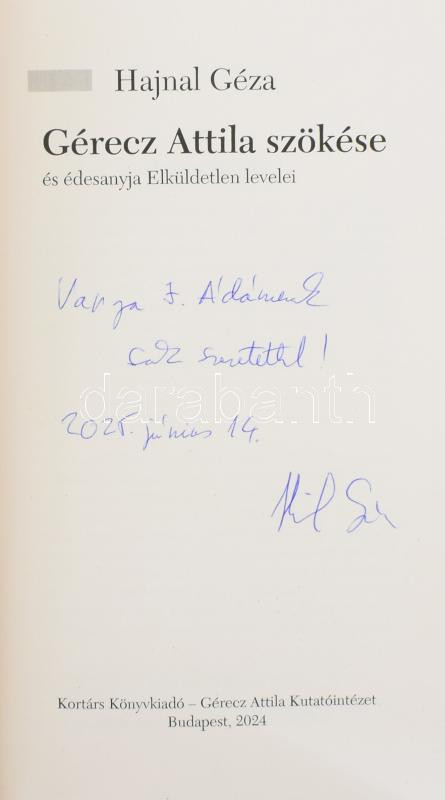 Hajnal Géza
Gérecz Attila szökése
és édesanyja Elküldetlen levelei
Varga J. Ádámnak
sok szeretettel!
darabanth
2025. június 14.
Kortárs Könyvkiadó – Gérecz Attila Kutatóintézet
Budapest, 2024